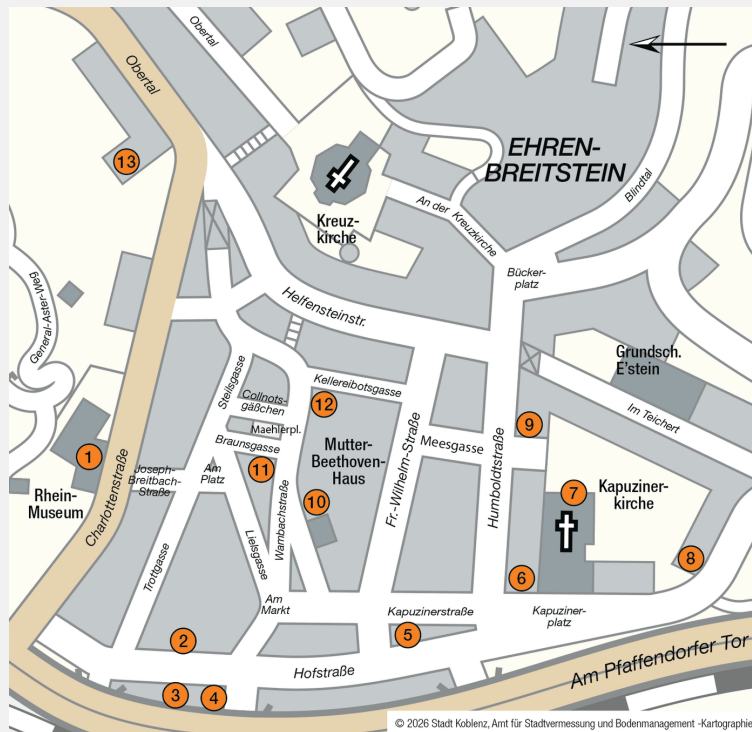 Obertal
Obertal
13
EHREN-
BREITSTEIN
Kreuz-
kirche
An der Kreuzkirche
Blindtal
Bücker-
platz
General-Aster-Weg
Helfensteinstr.
Grundsch.
E'stein
Im Teichert
Steilsgasse
Kellereibotsgasse
Collnots-
gäßchen
12
Maehlerpl.
Braunsgasse
Fr.-Wilhelm-Straße
Meesgasse
9
Humboldtstraße
1
Rhein-
Museum
Charlottenstraße
Joseph-
Breitbach-
Straße
Am
Platz
11
Mutter-
Beethoven-
Haus
10
Wambachstraße
7
Kapuziner-
kirche
Trottgasse
Lielsgasse
8
6
Am
Markt
Kapuzinerstraße
Kapuziner-
platz
2
5
Hofstraße
3
4
Am Pfaffendorfer Tor
© 2026 Stadt Koblenz, Amt für Stadtvermessung und Bodenmanagement -Kartographie